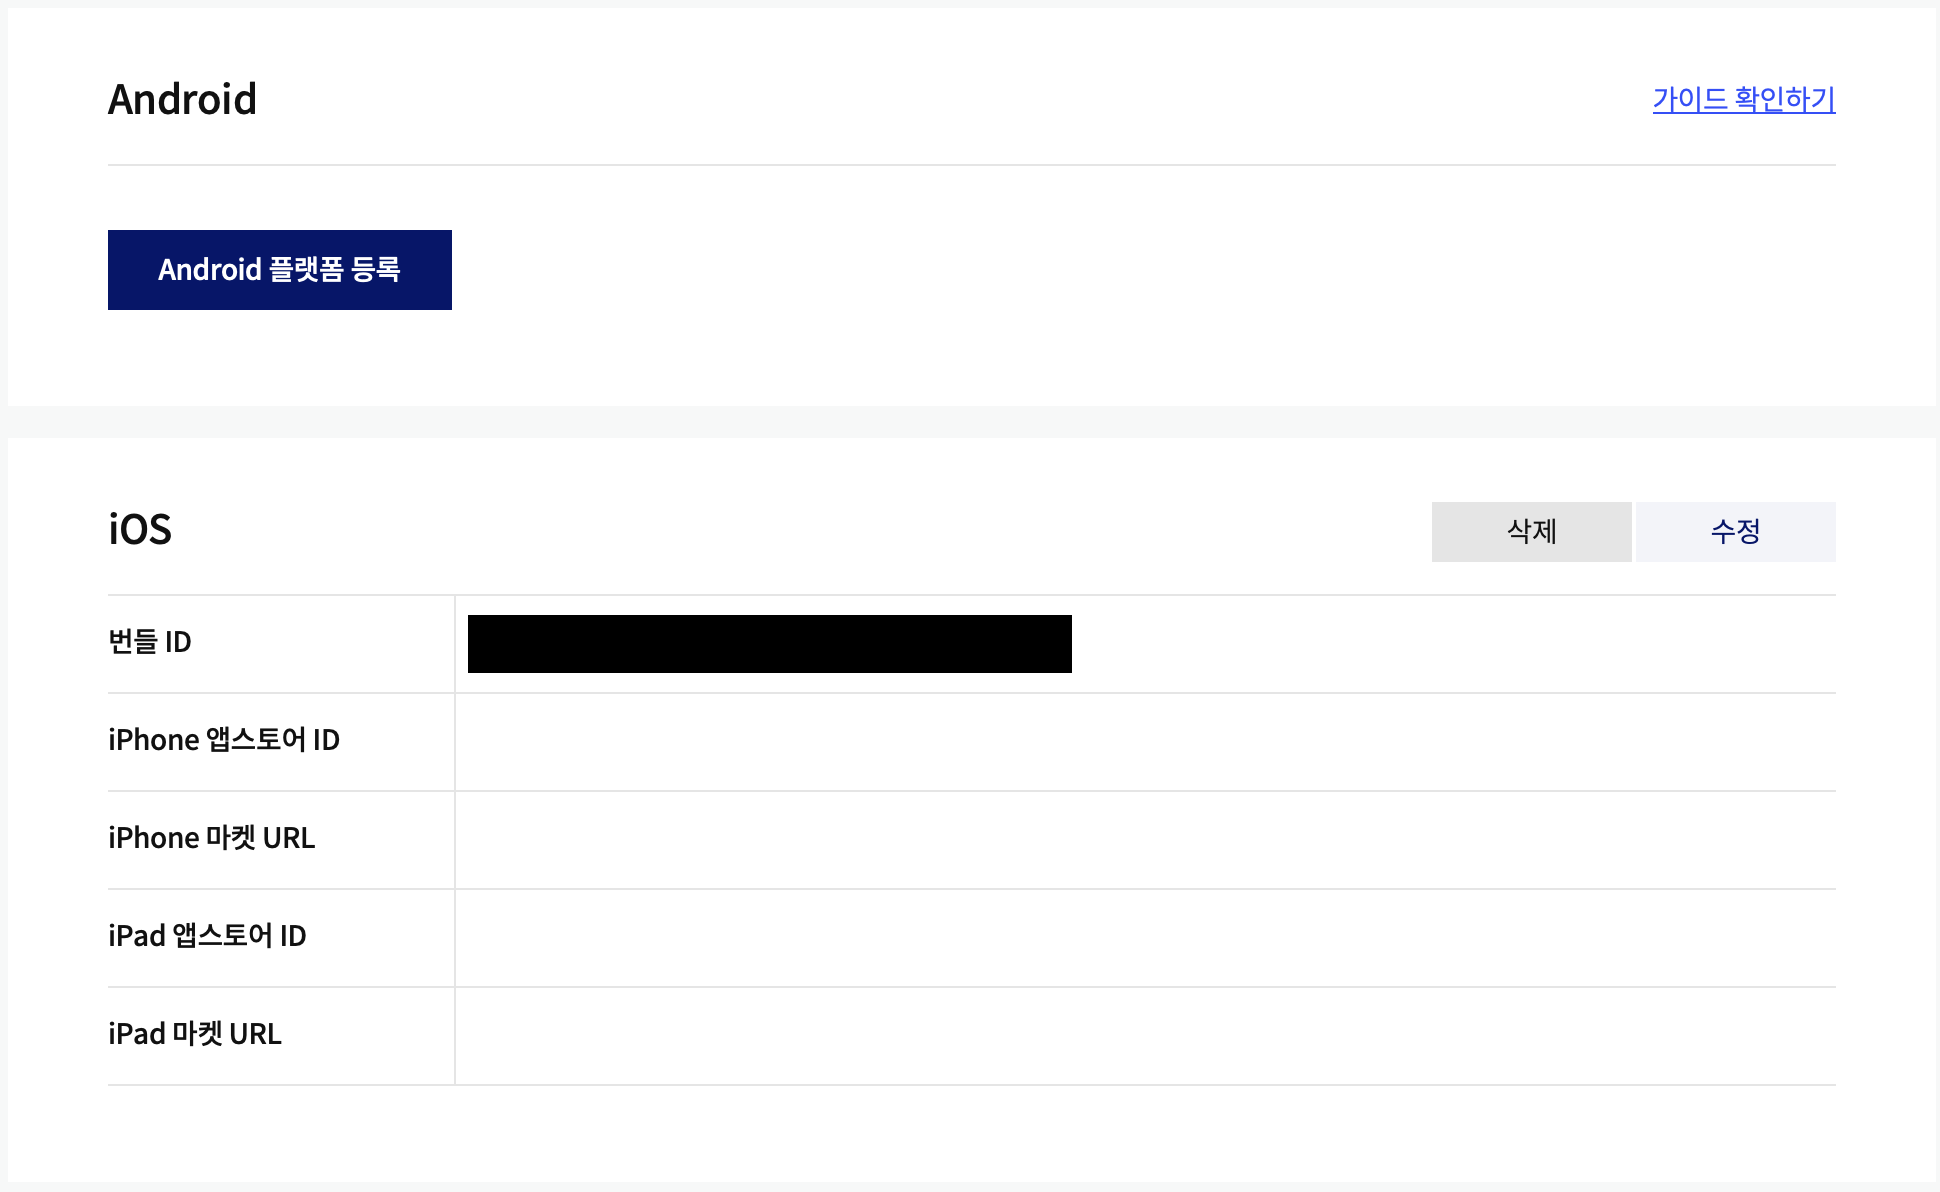 Android
가이드 확인하기
Android 플랫폼 등록
iOS
삭제
수정
번들 ID
iPhone 앱스토어 ID
iPhone 마켓 URL
iPad 앱스토어 ID
iPad 마켓 URL